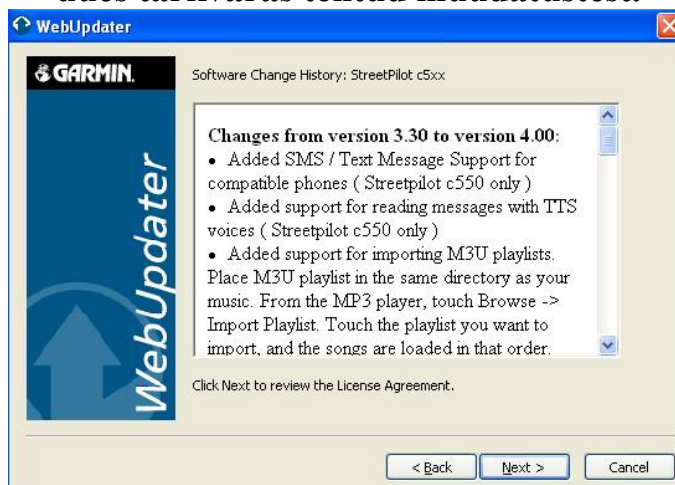 uues tarkvaras tehtud muudatustest.
WebUpdater
GARMIN.
WebUpdater
Software Change History: StreetPilot c5xx
Changes from version 3.30 to version 4.00:
• Added SMS / Text Message Support for
compatible phones ( Streetpilot c550 only )
• Added support for reading messages with TTS
voices ( Streetpilot c550 only )
• Added support for importing M3U playlists.
Place M3U playlist in the same directory as your
music. From the MP3 player, touch Browse ->
Import Playlist. Touch the playlist you want to
import, and the songs are loaded in that order.
Click Next to review the License Agreement.
< Back
Next >
Cancel